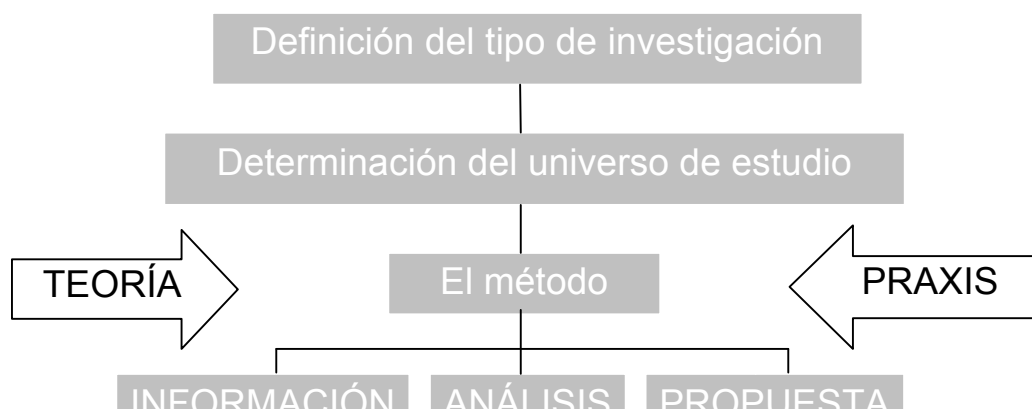 Definición del tipo de investigación
Determinación del universo de estudio
TEORÍA
El método
PRAXIS
INFORMACIÓN
ANÁLISIS
PROPUESTA